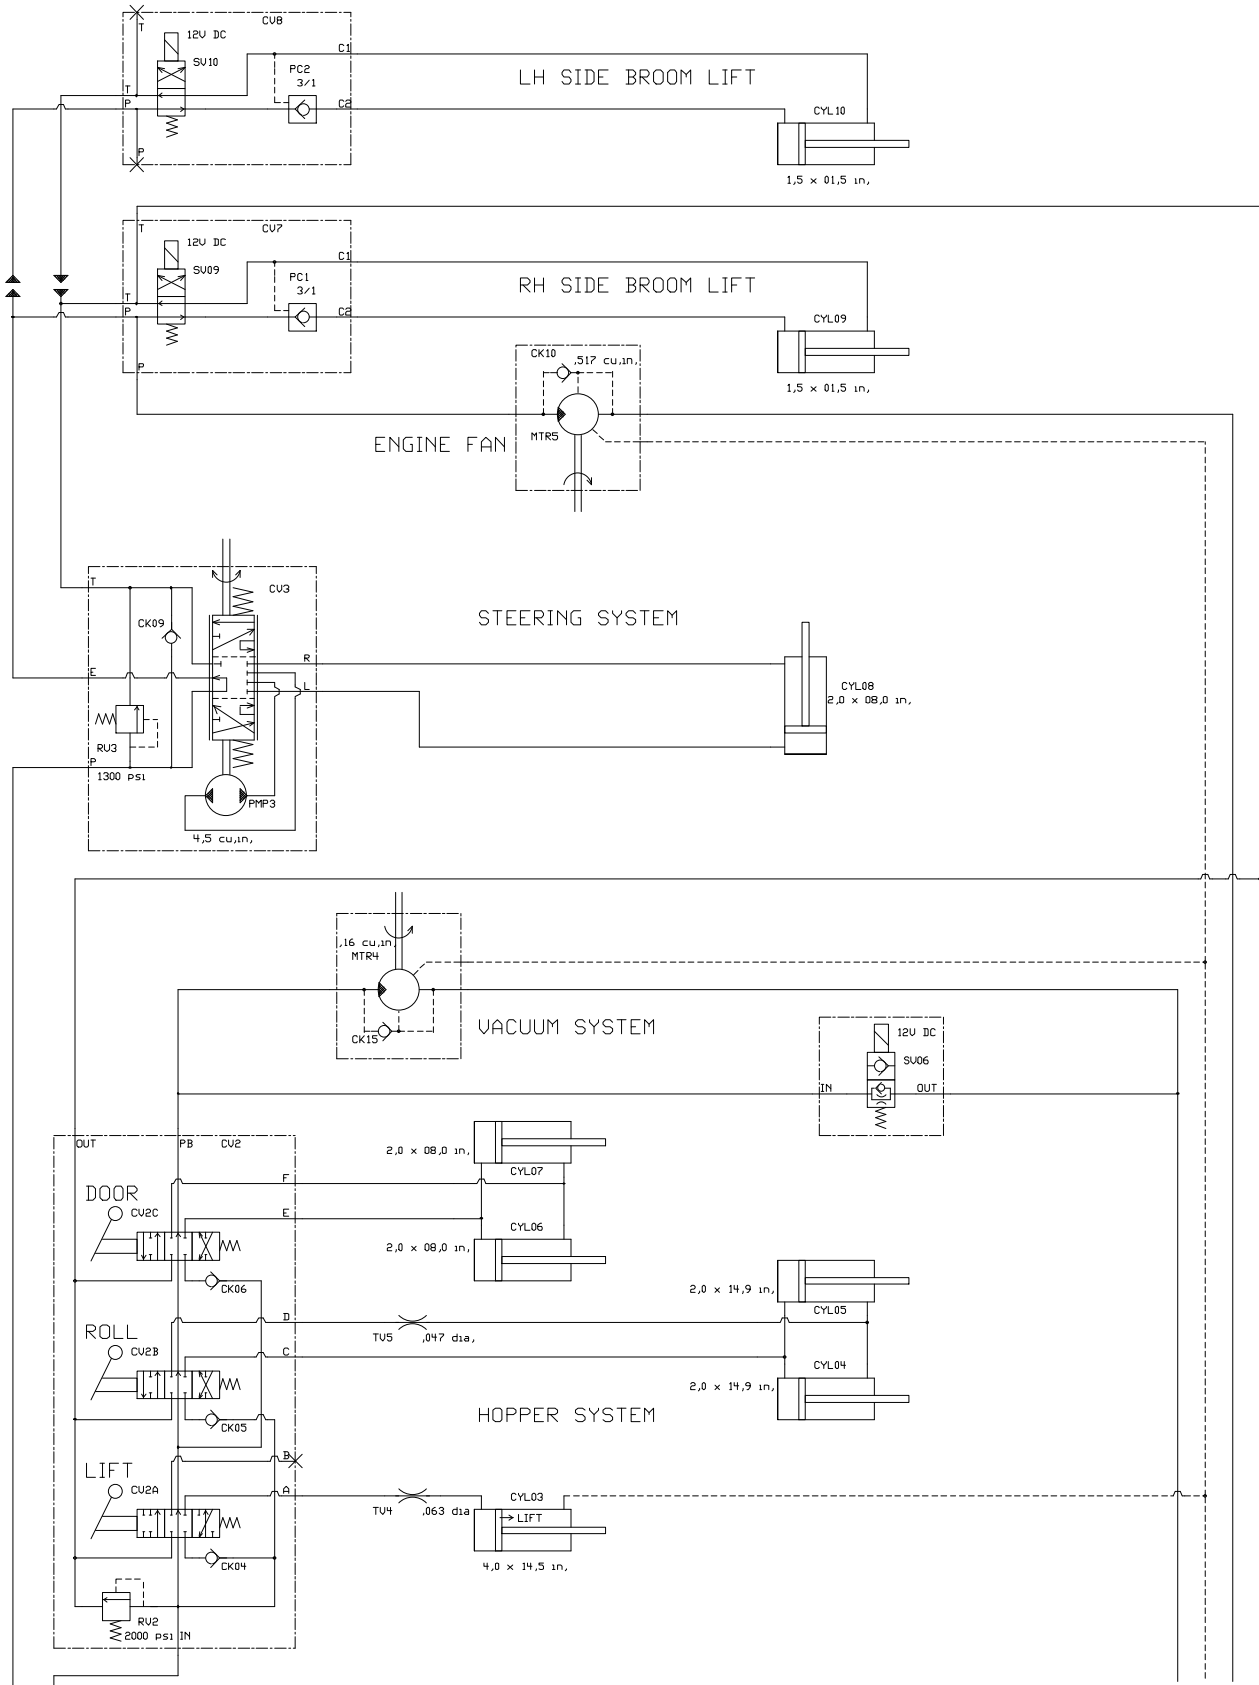 T
CV8
12V DC
SV10
C1
PC2
3/1
LH SIDE BROOM LIFT
T
P
C2
CYL10
P
1,5 x 01,5 in,
T
CV7
12V DC
SV09
C1
PC1
3/1
RH SIDE BROOM LIFT
T
P
C2
CYL09
P
1,5 x 01,5 in,
CK10
,517 cu,in,
MTR5
ENGINE FAN
T
CV3
CK09
STEERING SYSTEM
R
E
L
CYL08
2,0 x 08,0 in,
RV3
P
1300 psi
PMP3
4,5 cu,in,
,16 cu,in,
MTR4
CK15
VACUUM SYSTEM
12V DC
SV06
IN
OUT
OUT
PB
CV2
2,0 x 08,0 in,
CYL07
F
DOOR
CV2C
E
CYL06
2,0 x 08,0 in,
CK06
2,0 x 14,9 in,
CYL05
D
ROLL
TV5
,047 dia,
CV2B
C
CYL04
2,0 x 14,9 in,
CK05
HOPPER SYSTEM
B
LIFT
CV2A
A
CYL03
TV4
,063 dia
LIFT
CK04
4,0 x 14,5 in,
RV2
2000 psi
IN